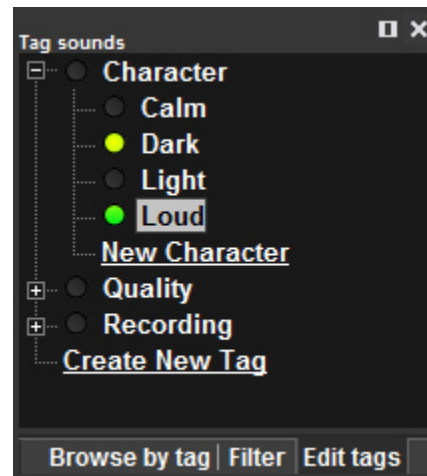 Tag sounds
Character
Calm
Dark
Light
Loud
New Character
Quality
Recording
Create New Tag
Browse by tag | Filter Edit tags